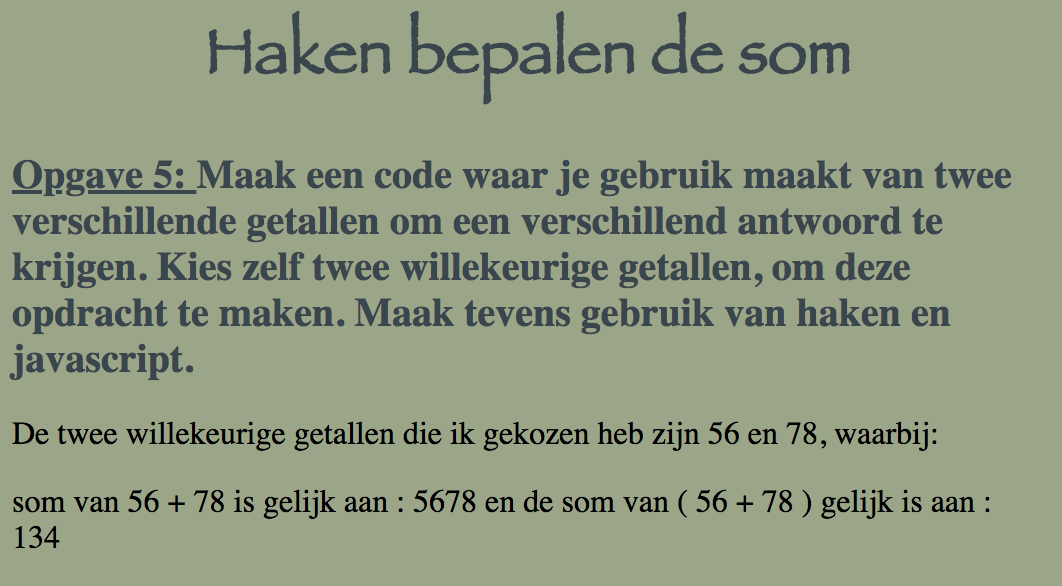 Haken bepalen de som
Opgave 5: Maak een code waar je gebruik maakt van twee
verschillende getallen om een verschillend antwoord te
krijgen. Kies zelf twee willekeurige getallen, om deze
opdracht te maken. Maak tevens gebruik van haken en
javascript.
De twee willekeurige getallen die ik gekozen heb zijn 56 en 78, waarbij:
som van 56 + 78 is gelijk aan : 5678 en de som van ( 56 + 78 ) gelijk is aan :
134